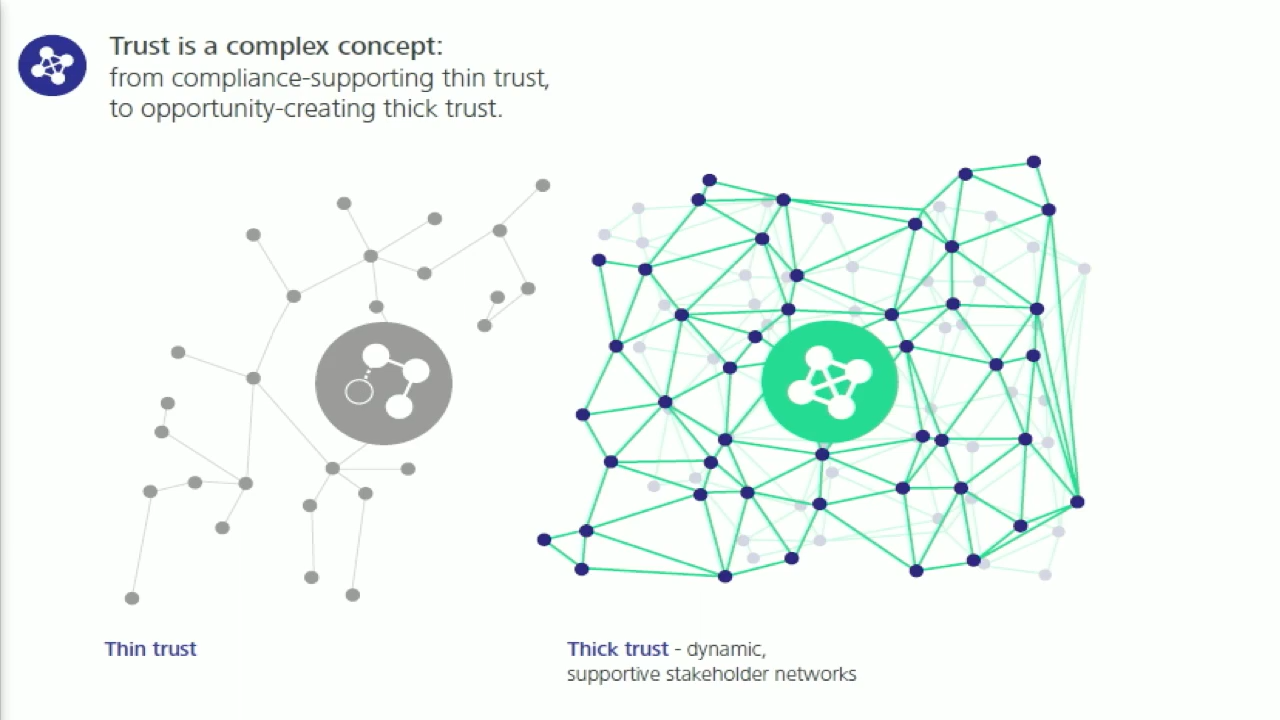 Trust is a complex concept:
from compliance-supporting thin trust,
to opportunity-creating thick trust.
Thin trust
Thick trust - dynamic,
supportive stakeholder networks